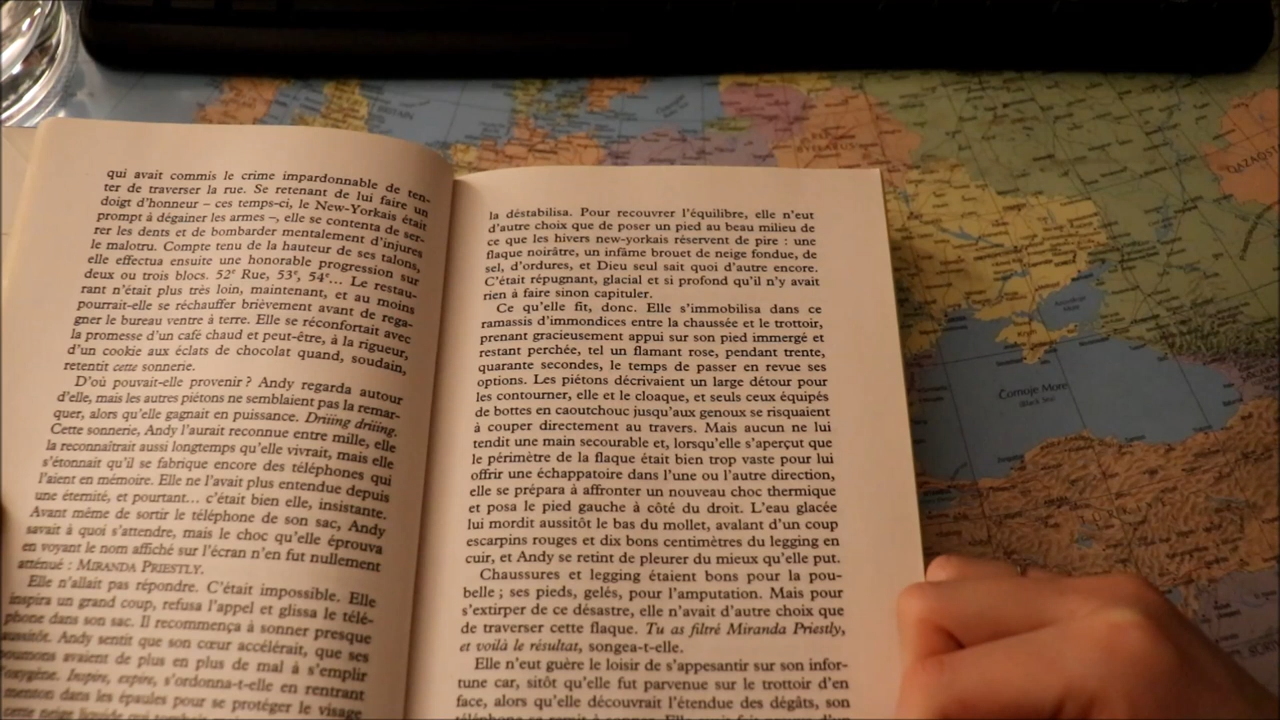 qui avait commis le crime impardonnable de ten-
ter de traverser la rue. Se retenant de lui faire un
doigt d'honneur – ces temps-ci, le New-Yorkais était
prompt à dégainer les armes –, elle se contenta de ser-
rer les dents et de bombarder mentalement d'injures
le malotru. Compte tenu de la hauteur de ses talons,
elle effectua ensuite une honorable progression sur
deux ou trois blocs. 52e Rue, 53e, 54e... Le restau-
rant n'était plus très loin, maintenant, et au moins
pourrait-elle se réchauffer brièvement avant de rega-
gner le bureau ventre à terre. Elle se réconfortait avec
la promesse d'un café chaud et peut-être, à la rigueur,
d'un cookie aux éclats de chocolat quand, soudain,
retentit cette sonnerie.
D'où pouvait-elle provenir ? Andy regarda autour
d'elle, mais les autres piétons ne semblaient pas la remar-
quer, alors qu'elle gagnait en puissance. Driiing driiing.
Cette sonnerie, Andy l'aurait reconnue entre mille, elle
la reconnaîtrait aussi longtemps qu'elle vivrait, mais elle
s'étonnait qu'il se fabrique encore des téléphones qui
l'aient en mémoire. Elle ne l'avait plus entendue depuis
une éternité, et pourtant... c'était bien elle, insistante.
Avant même de sortir le téléphone de son sac, Andy
savait à quoi s'attendre, mais le choc qu'elle éprouva
en voyant le nom affiché sur l'écran n'en fut nullement
atténué : MIRANDA PRIESTLY.
Elle n'allait pas répondre. C'était impossible. Elle
inspira un grand coup, refusa l'appel et glissa le télé-
phone dans son sac. Il recommença à sonner presque
aussitôt. Andy sentit que son cœur accélérait, que ses
poumons avaient de plus en plus de mal à s'emplir
oxygène. Inspire, expire, s'ordonna-t-elle en rentrant
menton dans les épaules pour se protéger le visage
cette neige liquide qui tombait
la déstabilisa. Pour recouvrer l'équilibre, elle n'eut
d'autre choix que de poser un pied au beau milieu de
ce que les hivers new-yorkais réservent de pire : une
flaque noirâtre, un infâme brouet de neige fondue, de
sel, d'ordures, et Dieu seul sait quoi d'autre encore.
C'était répugnant, glacial et si profond qu'il n'y avait
rien à faire sinon capituler.
Ce qu'elle fit, donc. Elle s'immobilisa dans ce
ramassis d'immondices entre la chaussée et le trottoir,
prenant gracieusement appui sur son pied immergé et
restant perchée, tel un flamant rose, pendant trente,
quarante secondes, le temps de passer en revue ses
options. Les piétons décrivaient un large détour pour
les contourner, elle et le cloaque, et seuls ceux équipés
de bottes en caoutchouc jusqu'aux genoux se risquaient
à couper directement au travers. Mais aucun ne lui
tendit une main secourable et, lorsqu'elle s'aperçut que
le périmètre de la flaque était bien trop vaste pour lui
offrir une échappatoire dans l'une ou l'autre direction,
elle se prépara à affronter un nouveau choc thermique
et posa le pied gauche à côté du droit. L'eau glacée
lui mordit aussitôt le bas du mollet, avalant d'un coup
escarpins rouges et dix bons centimètres du legging en
cuir, et Andy se retint de pleurer du mieux qu'elle put.
Chaussures et legging étaient bons pour la pou-
belle ; ses pieds, gelés, pour l'amputation. Mais pour
s'extirper de ce désastre, elle n'avait d'autre choix que
de traverser cette flaque. Tu as filtré Miranda Priestly,
et voilà le résultat, songea-t-elle.
Elle n'eut guère le loisir de s'appesantir sur son infor-
tune car, sitôt qu'elle fut parvenue sur le trottoir d'en
face, alors qu'elle découvrait l'étendue des dégâts, son
téléphone se remit à sonner.
Cornoje More
(Black Sea)
QAZAQST